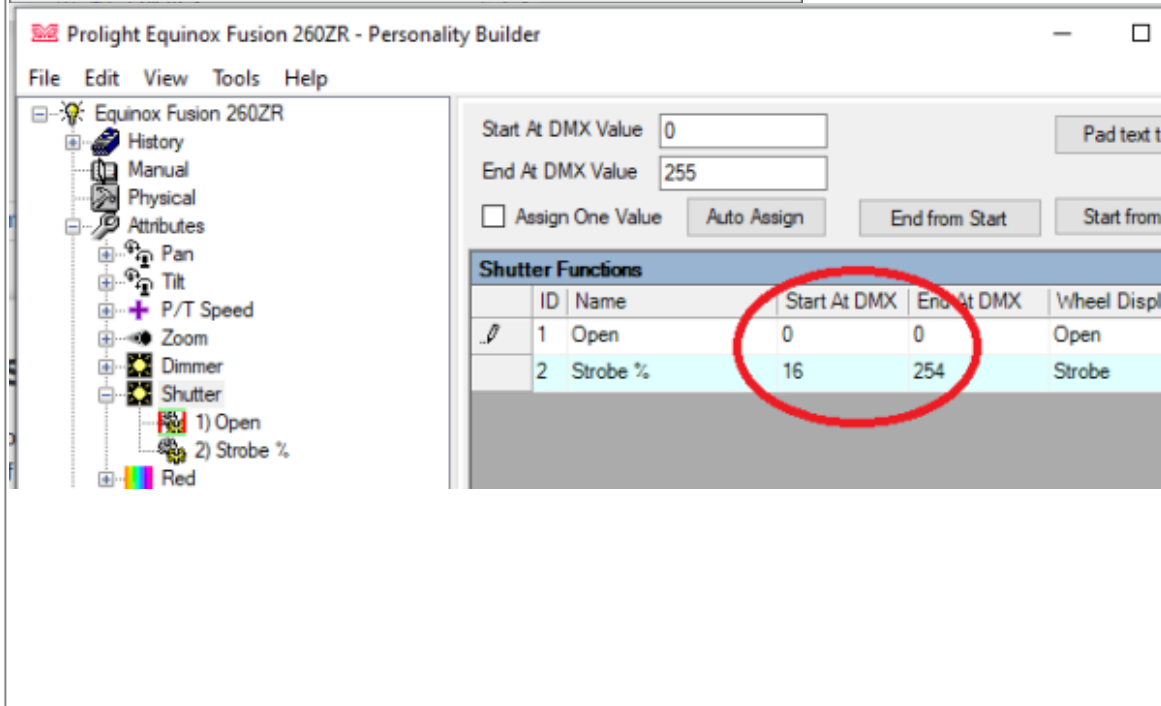 Prolight Equinox Fusion 260ZR - Personality Builder
File Edit View Tools Help
Equinox Fusion 260ZR
History
Manual
Physical
Attributes
Pan
Tilt
P/T Speed
Zoom
Dimmer
Shutter
1) Open
2) Strobe %
Red
Start At DMX Value 0
Pad text t
End At DMX Value 255
Assign One Value Auto Assign End from Start Start from
Shutter Functions
ID Name Start At DMX End At DMX Wheel Displ
1 Open 0 0 Open
2 Strobe % 16 254 Strobe